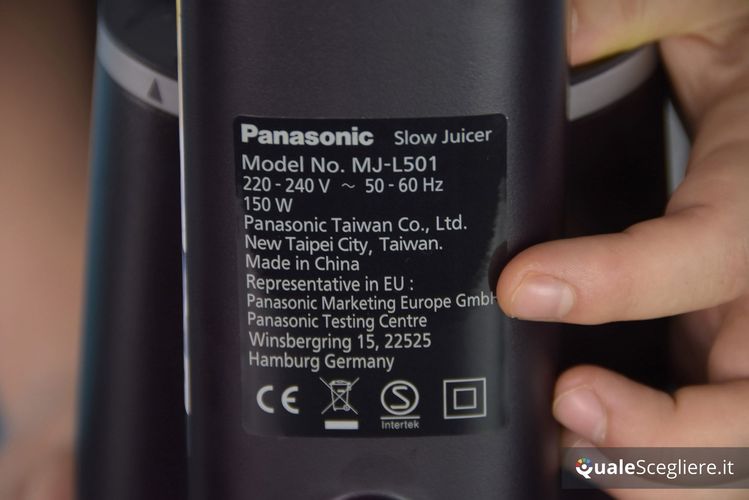 Panasonic Slow Juicer
Model No. MJ-L501
220 - 240 V ~ 50 - 60 Hz
150 W
Panasonic Taiwan Co., Ltd.
New Taipei City, Taiwan.
Made in China
Representative in EU :
Panasonic Marketing Europe GmbH
Panasonic Testing Centre
Winsbergring 15, 22525
Hamburg Germany
CE
S
Intertek
QualeScegliere.it